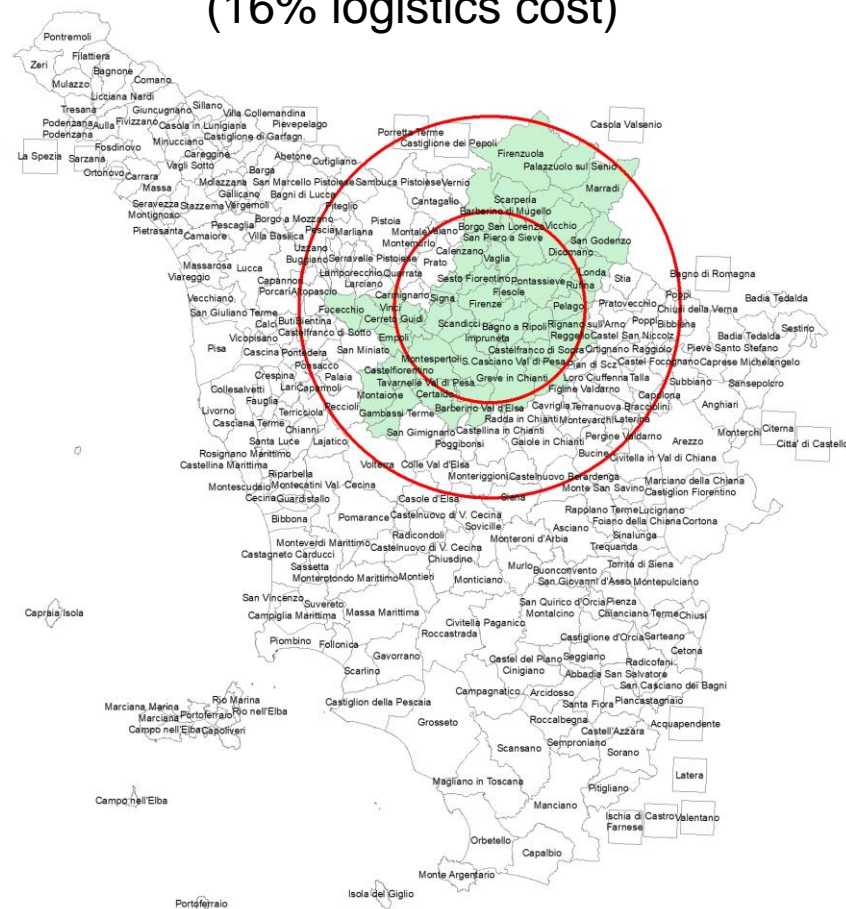 (16% logistics cost)
Pontremoli
Zeri
Filattiera
Bagnone
Mulazzo
Comano
Licciana Nardi
Tresana
Giuncugnano
Sillano
Villa Collemandina
Podenzana
Aulla
Fivizzano
Casola in Lunigiana
Pievepelago
Podenzana
Castiglione di Garfagn.
Minucciano
Fosdinovo
La Spezia
Sarzana
Careggine
Abetone
Cutigliano
Porretta Terme
Castiglione dei Pepoli
Casola Valsenio
Firenzuola
Palazzuolo sul Senio
Ortonovo
Carrara
Vagli Sotto
Barga
Massa
Molazzana
San Marcello Pistoiese
Sambuca Pistoiese
Vernio
Marradi
Gallicano
Bagni di Lucca
Seravezza
Stazzema
Vergemoli
Piteglio
Cantagallo
Scarperia
Montignoso
Barberino di Mugello
Pescaglia
Borgo a Mozzano
Pistoia
Pietrasanta
Camaiore
Villa Basilica
Pescia
Marliana
Montale
Vaiano
Borgo San Lorenzo
Vicchio
San Piero a Sieve
San Godenzo
Uzzano
Montemurlo
Calenzano
Dicomano
Massarosa
Lucca
Buggiano
Serravalle Pistoiese
Prato
Vaglia
Viareggio
Capannori
Lamporecchio
Quarrata
Sesto Fiorentino
Pontassieve
Londa
Stia
Bagno di Romagna
Larciano
Rufina
Porcari
Altopascio
Vecchiano
Carmignano
Signa
Fiesole
Poppi
Badia Tedalda
Firenze
Pelago
Pratovecchio
Chiusi della Verna
San Giuliano Terme
Fucecchio
Vinci
Calci
Buti
Bientina
Cerreto Guidi
Scandicci
Bagno a Ripoli
Rignano sull'Arno
Poppi
Bibbiena
Sestino
Castelfranco di Sotto
Vicopisano
Empoli
Impruneta
Reggello
Castel San Niccolz
Badia Tedalda
Pisa
Cascina
Pontedera
San Miniato
Castelfranco di Sopra
Ortignano Raggiolo
Pieve Santo Stefano
Ponsacco
Montespertoli
S. Casciano Val di Pesa
Pian di Scz
Castel Focognano
Caprese Michelangelo
Crespina
Palaia
Castelfiorentino
Collesalvetti
Lari
Capannoli
Tavarnelle Val di Pesa
Greve in Chianti
Loro Ciuffenna
Talla
Subbiano
Sansepolcro
Fauglia
Montaione
Certaldo
Figline Valdarno
Capolona
Livorno
Peccioli
Barberino Val d'Elsa
Cavriglia
Terranuova Bracciolini
Anghiari
Terricciola
Gambassi Terme
Casciana Terme
Radda in Chianti
Montevarchi
Laterina
Chianni
San Gimignano
Castellina in Chianti
Monterchi
Citerna
Santa Luce
Lajatico
Poggibonsi
Gaiole in Chianti
Pergine Valdarno
Arezzo
Citta' di Castello
Rosignano Marittimo
Bucine
Civitella in Val di Chiana
Castellina Marittima
Volterra
Colle Val d'Elsa
Riparbella
Monteriggioni
Castelnuovo Berardenga
Marciano della Chiana
Montescudaio
Montecatini Val. Cecina
Monte San Savino
Castiglion Fiorentino
Cecina
Guardistallo
Casole d'Elsa
Siena
Rapolano Terme
Lucignano
Bibbona
Pomarance
Castelnuovo di V. Cecina
Sovicille
Foiano della Chiana
Cortona
Asciano
Radicondoli
Monteroni d'Arbia
Sinalunga
Monteverdi Marittimo
Castelnuovo di V. Cecina
Trequanda
Castagneto Carducci
Chiusdino
Sassetta
Murlo
Buonconvento
Torrita di Siena
Monterotondo Marittimo
Montieri
Monticiano
San Giovanni d'Asso
Montepulciano
San Vincenzo
Suvereto
San Quirico d'Orcia
Pienza
Capraia Isola
Campiglia Marittima
Massa Marittima
Montalcino
Chianciano Terme
Chiusi
Civitella Paganico
Roccastrada
Piombino
Follonica
Castiglione d'Orcia
Sarteano
Gavorrano
Cetona
Castel del Piano
Seggiano
Radicofani
Scarlino
Cinigiano
Abbadia San Salvatore
San Casciano dei Bagni
Marciana Marina
Rio Marina
Campagnatico
Arcidosso
Marciana
Portoferraio
Rio nell'Elba
Castiglion della Pescaia
Santa Fiora
Piancastagnaio
Campo nell'Elba
Capoliveri
Grosseto
Roccalbegna
Acquapendente
Castell'Azzara
Semproniano
Scansano
Sorano
Latera
Magliano in Toscana
Pitigliano
Campo nell'Elba
Manciano
Ischia di Castro
Valentano
Farnese
Orbetello
Capalbio
Monte Argentario
Isola del Giglio
Portoferraio